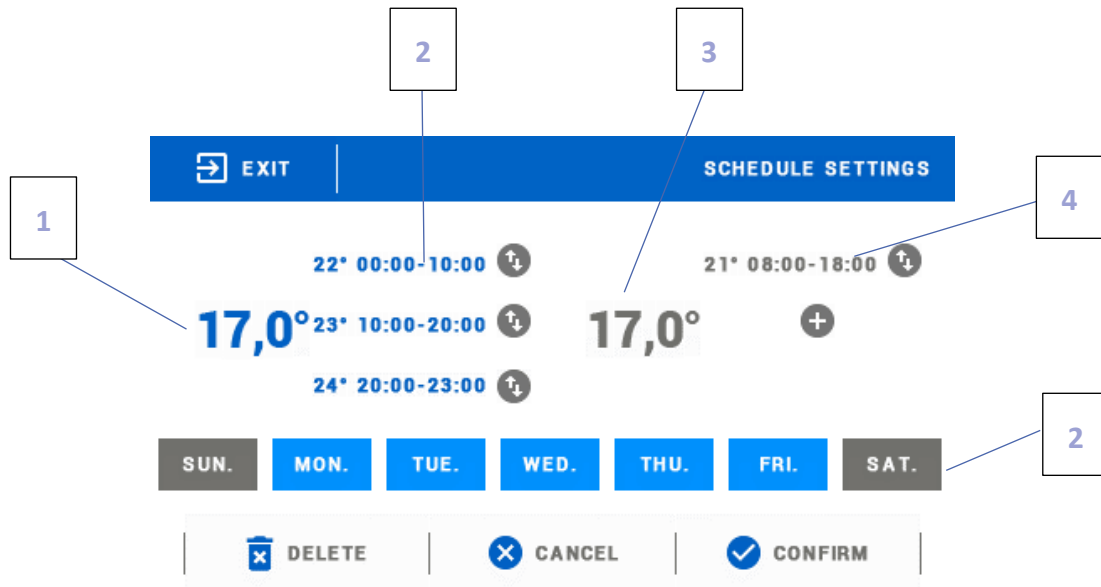 2
3
EXIT
SCHEDULE SETTINGS
1
4
22° 00:00-10:00
21° 08:00-18:00
17,0°
23° 10:00-20:00
17,0°
24° 20:00-23:00
2
SUN.
MON.
TUE.
WED.
THU.
FRI.
SAT.
DELETE
CANCEL
CONFIRM